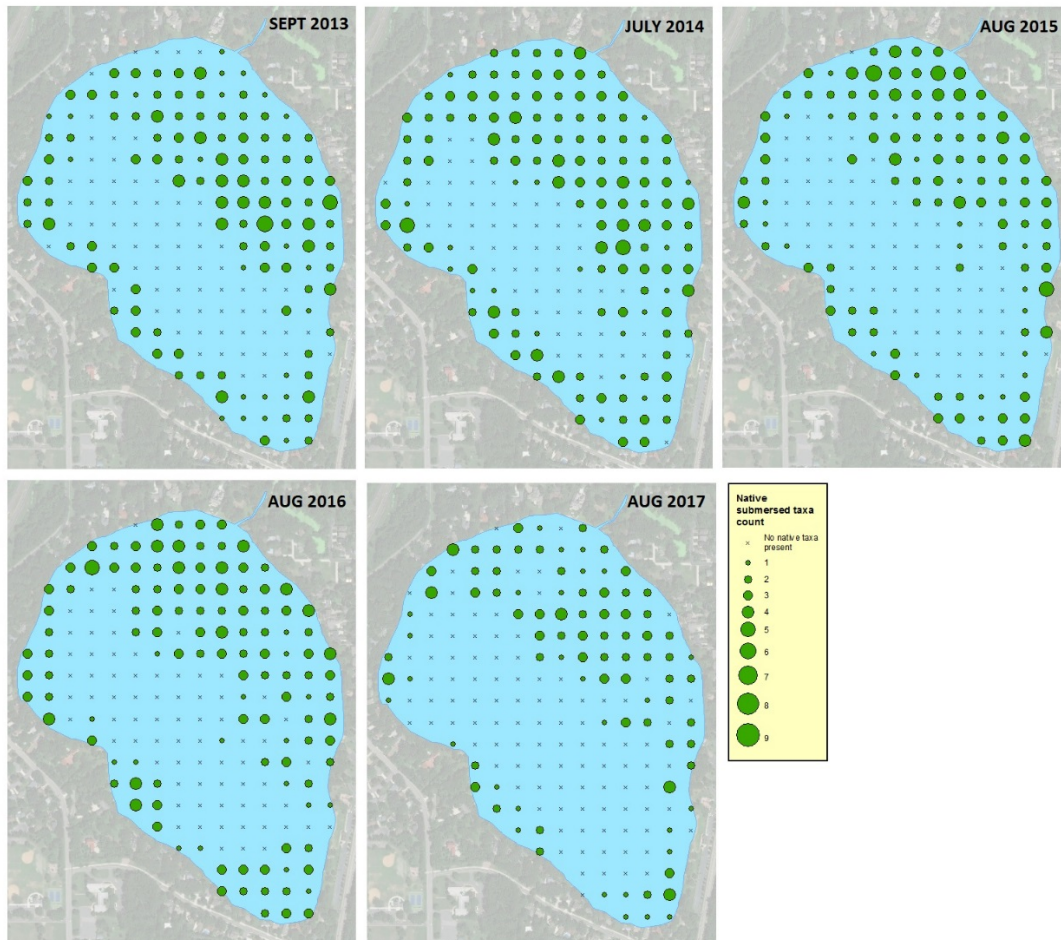 SEPT 2013
JULY 2014
AUG 2015
AUG 2016
AUG 2017
Native
submersed taxa
count
No native taxa
present
1
2
3
4
5
6
7
8
9